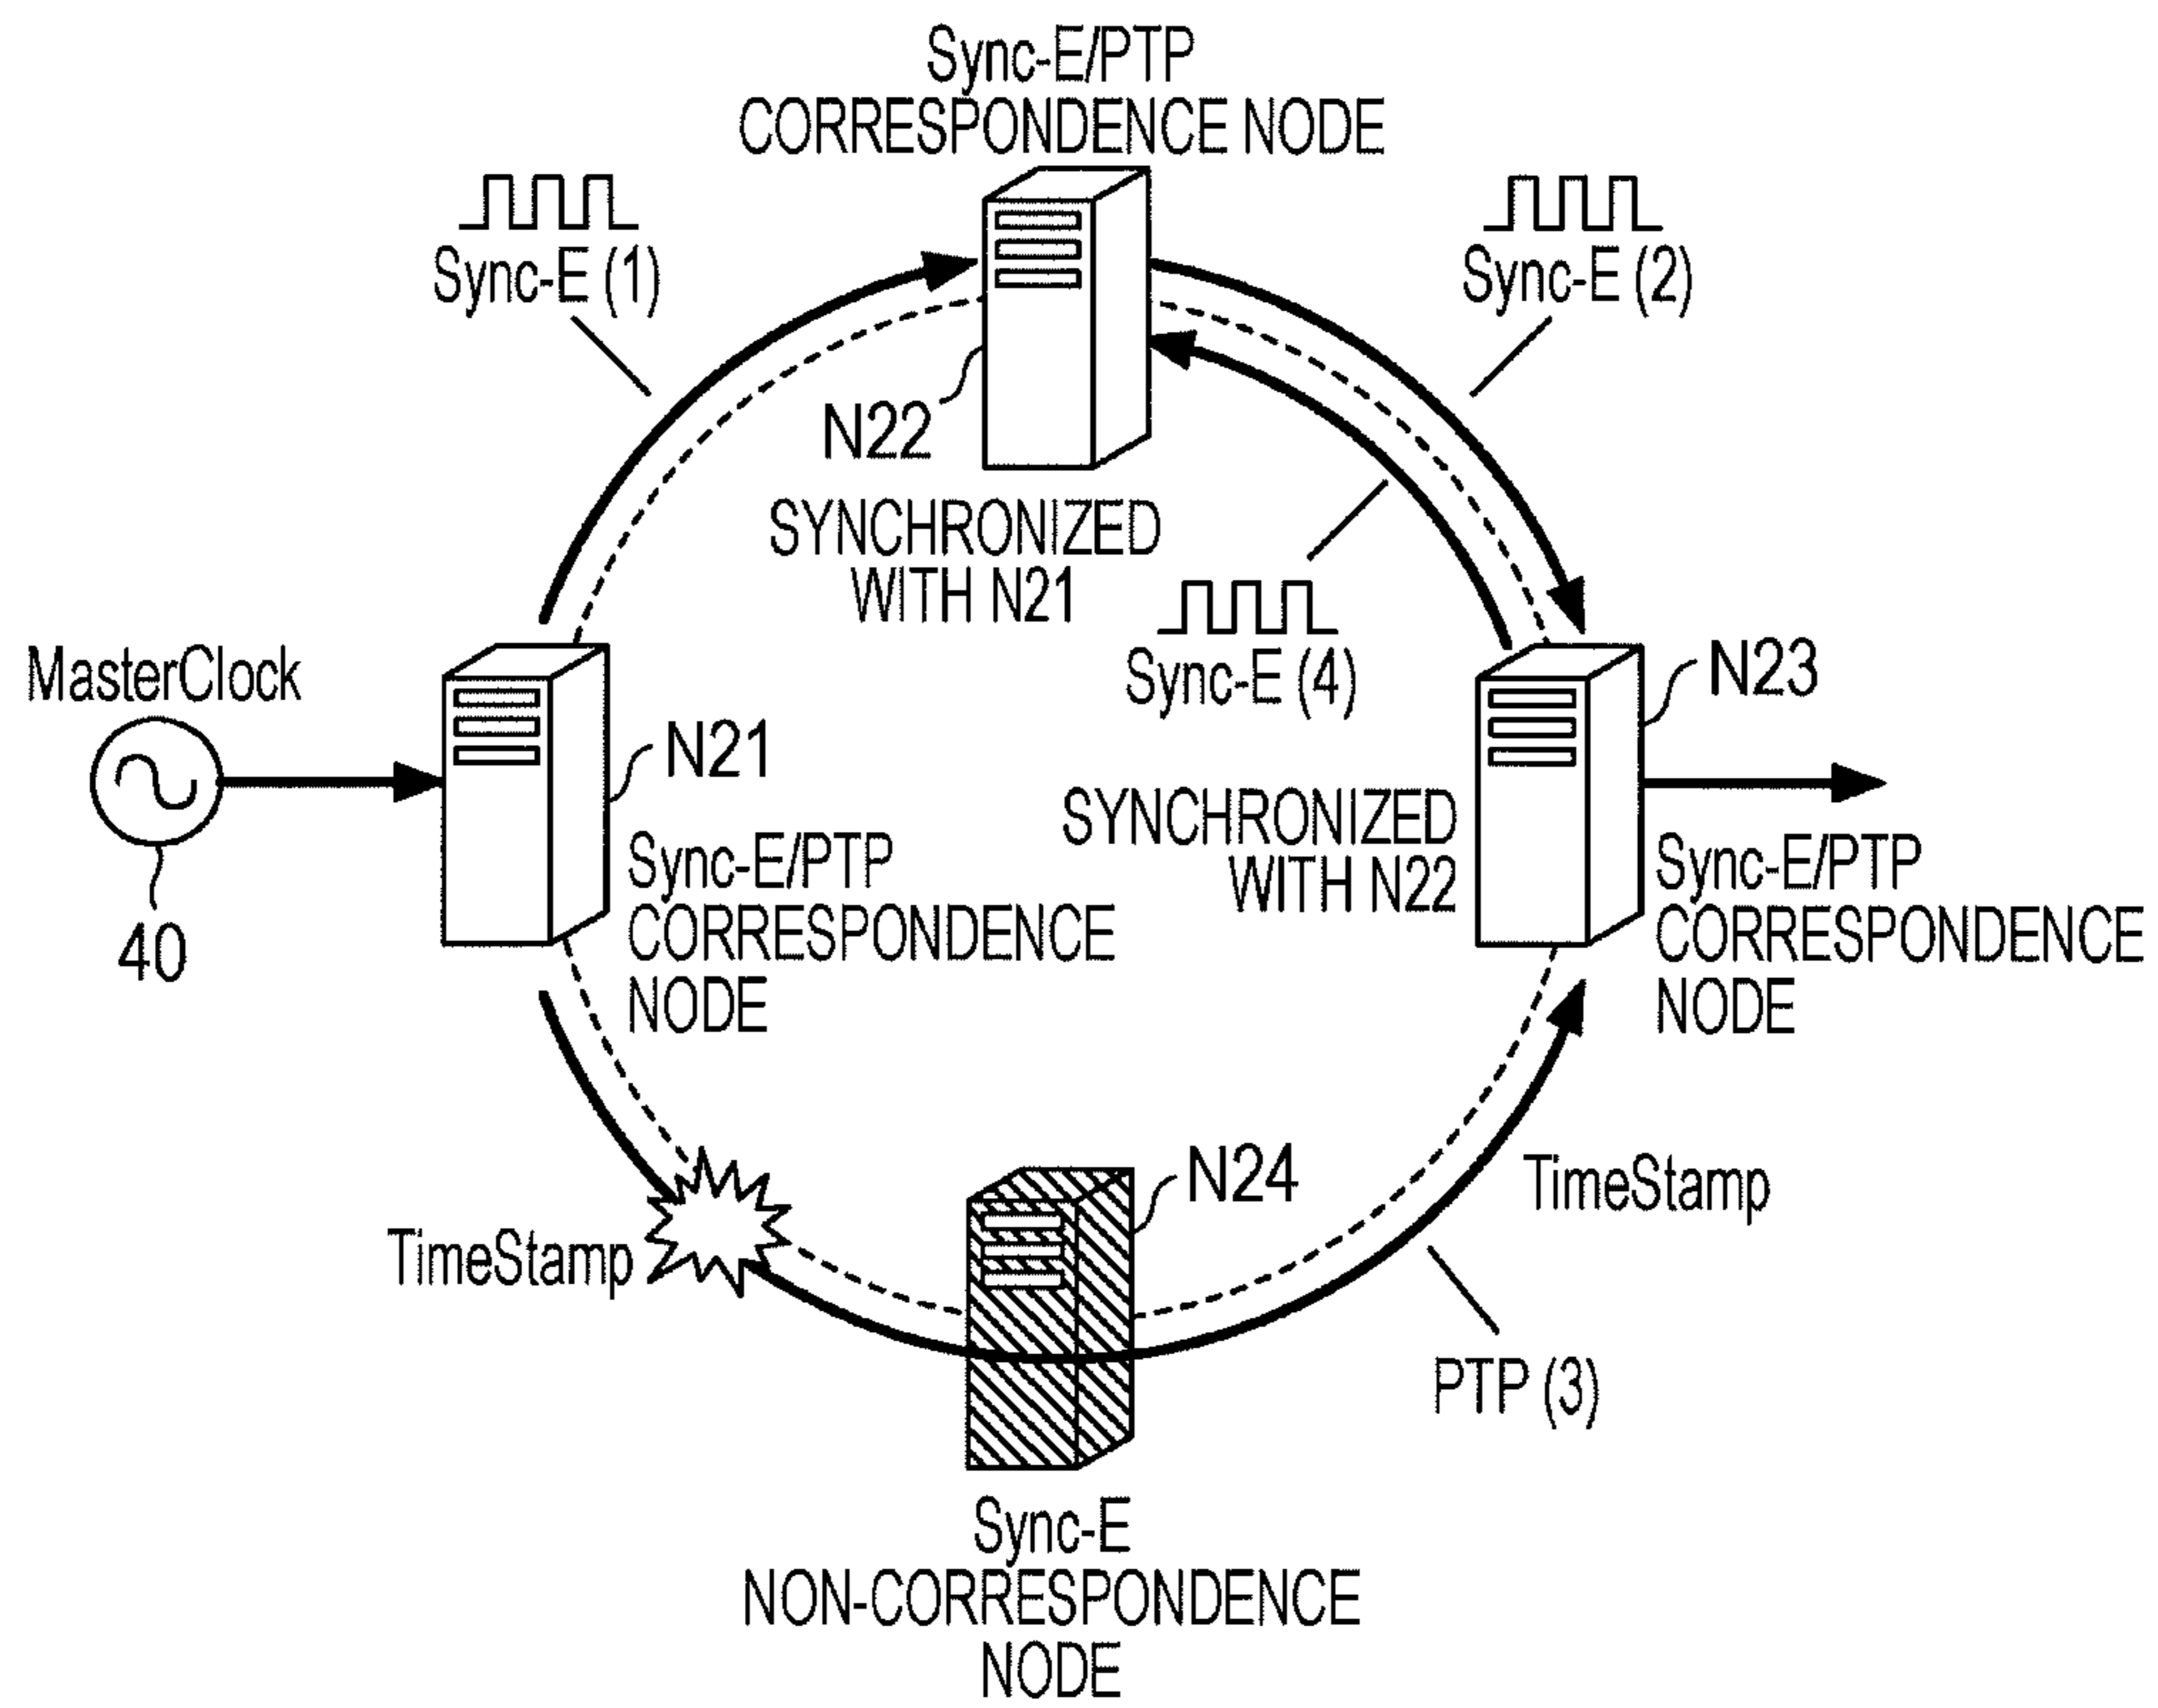 Sync-E/PTP
CORRESPONDENCE NODE
Sync-E (1)
Sync-E (2)
N22
SYNCHRONIZED
WITH N21
Sync-E (4)
MasterClock
40
N21
Sync-E/PTP
CORRESPONDENCE
NODE
N23
SYNCHRONIZED
WITH N22
Sync-E/PTP
CORRESPONDENCE
NODE
TimeStamp
N24
TimeStamp
PTP (3)
Sync-E
NON-CORRESPONDENCE
NODE